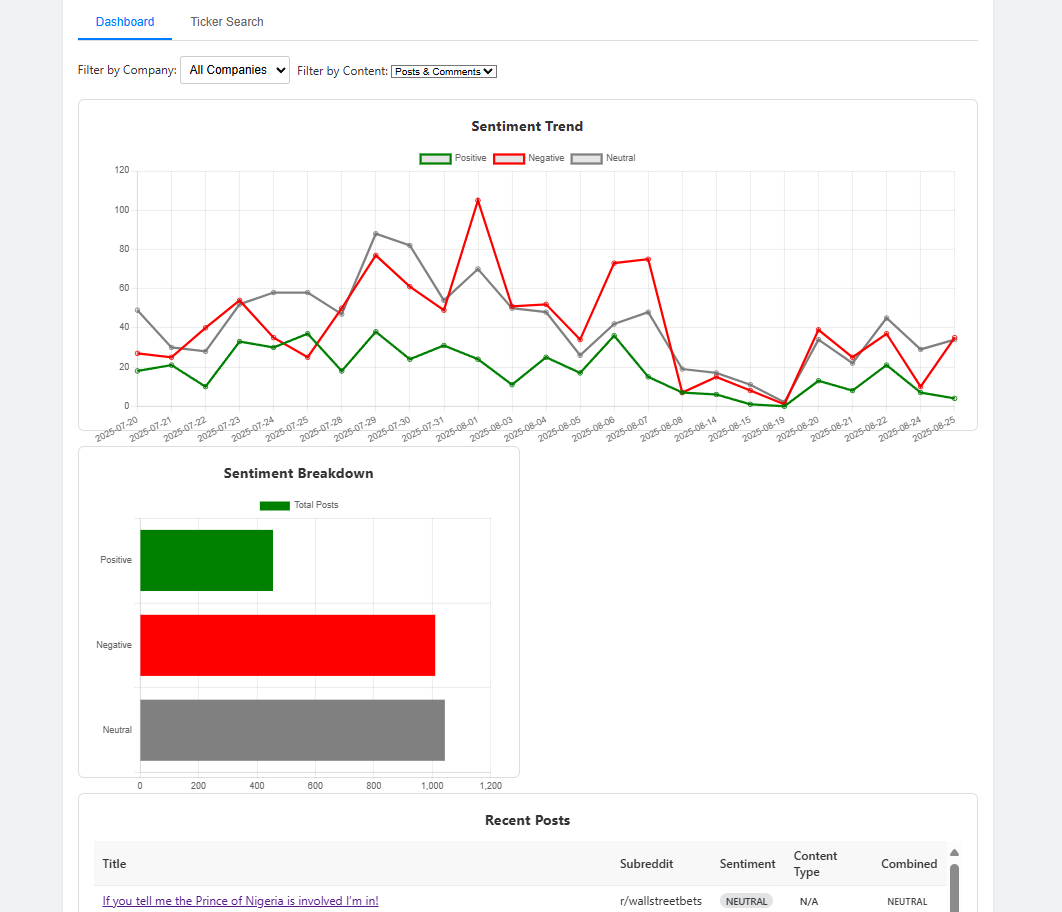 Dashboard Ticker Search
Filter by Company: All Companies Filter by Content: Posts & Comments
Sentiment Trend
Positive Negative Neutral
120
100
80
60
40
20
0
2025-07-20 2025-07-21 2025-07-22 2025-07-23 2025-07-24 2025-07-25 2025-07-28 2025-07-29 2025-07-30 2025-07-31 2025-08-01 2025-08-03 2025-08-04 2025-08-05 2025-08-06 2025-08-07 2025-08-08 2025-08-14 2025-08-15 2025-08-19 2025-08-20 2025-08-21 2025-08-22 2025-08-24 2025-08-25
Sentiment Breakdown
Total Posts
Positive
Negative
Neutral
0 200 400 600 800 1,000 1,200
Recent Posts
Title Subreddit Sentiment Content Type Combined
If you tell me the Prince of Nigeria is involved I'm in! r/wallstreetbets NEUTRAL N/A NEUTRAL